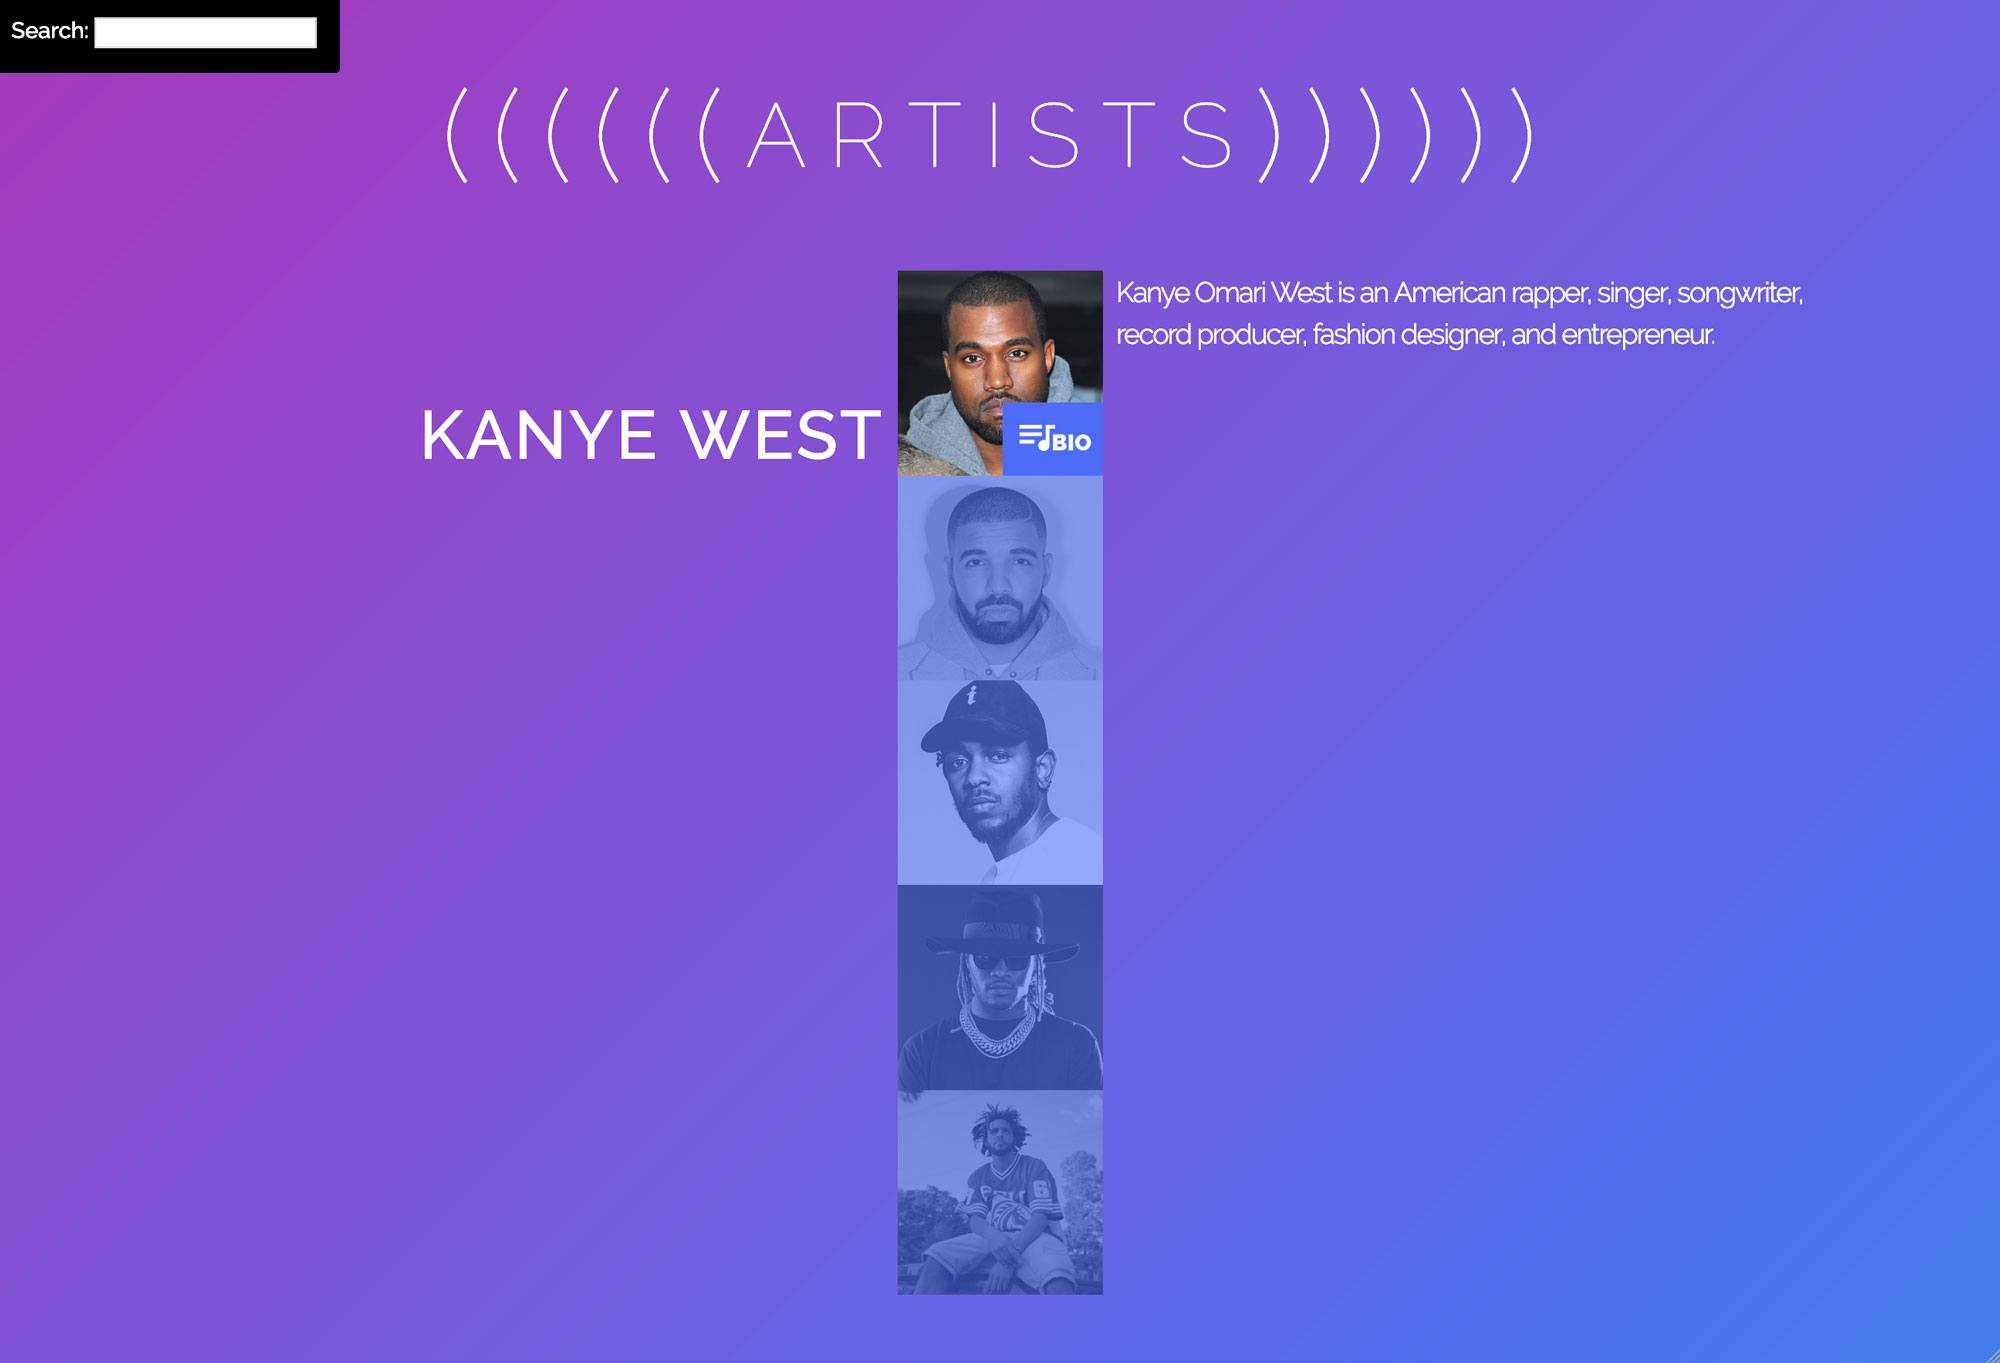 Search:
((((((ARTISTS))))))
Kanye Omari West is an American rapper, singer, songwriter,
record producer, fashion designer, and entrepreneur.
KANYE WEST
BIO
i
6